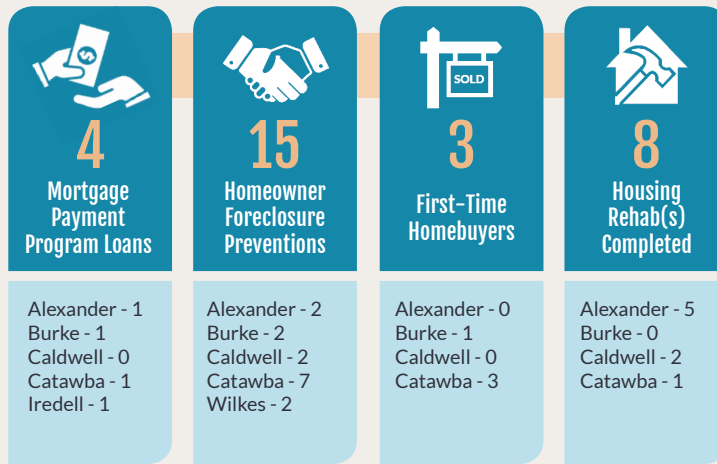 4
Mortgage
Payment
Program Loans
Alexander - 1
Burke - 1
Caldwell - 0
Catawba - 1
Iredell - 1
15
Homeowner
Foreclosure
Preventions
Alexander - 2
Burke - 2
Caldwell - 2
Catawba - 7
Wilkes - 2
SOLD
3
First-Time
Homebuyers
Alexander - 0
Burke - 1
Caldwell - 0
Catawba - 3
8
Housing
Rehab(s)
Completed
Alexander - 5
Burke - 0
Caldwell - 2
Catawba - 1